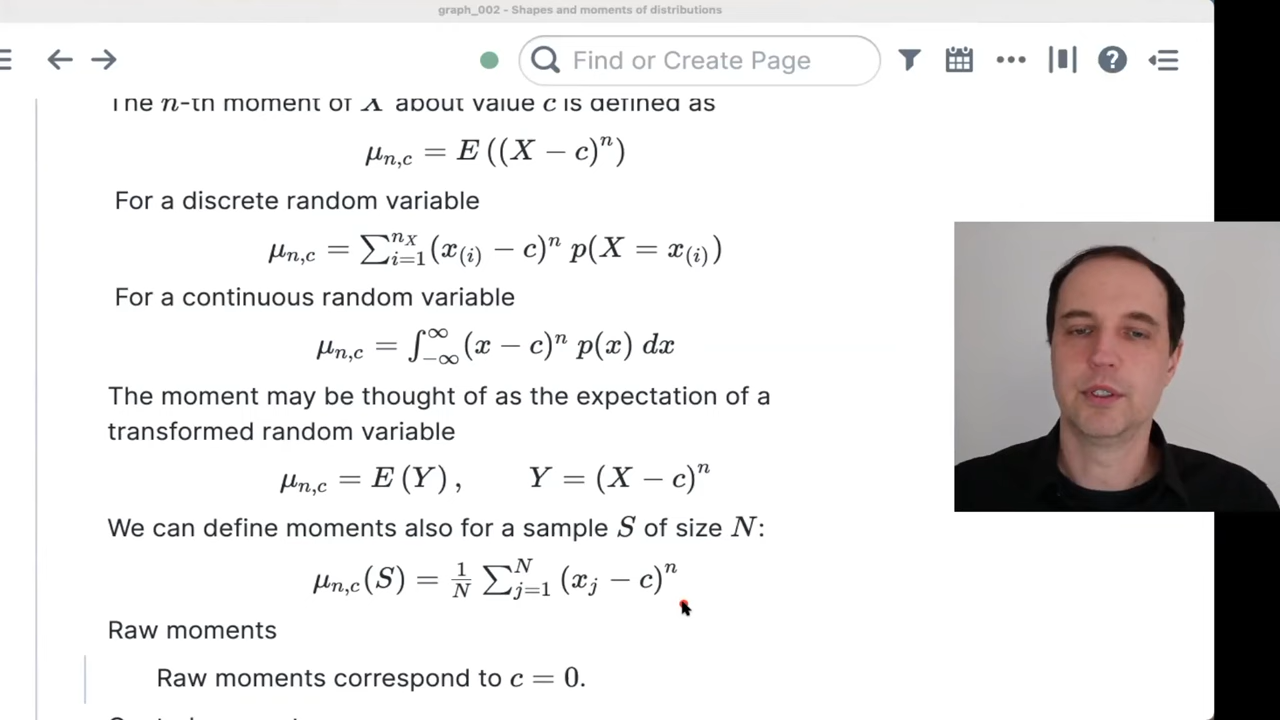 graph_002 - Shapes and moments of distributions
Find or Create Page
The n-th moment of X about value c is defined as
μ_{n,c} = E ((X − c)^n)
For a discrete random variable
μ_{n,c} = ∑_{i=1}^{n_X} (x_{(i)} − c)^n p(X = x_{(i)})
For a continuous random variable
μ_{n,c} = ∫_{−∞}^{∞} (x − c)^n p(x) dx
The moment may be thought of as the expectation of a
transformed random variable
μ_{n,c} = E (Y), Y = (X − c)^n
We can define moments also for a sample S of size N:
μ_{n,c}(S) = 1/N ∑_{j=1}^{N} (x_j − c)^n
Raw moments
Raw moments correspond to c = 0.